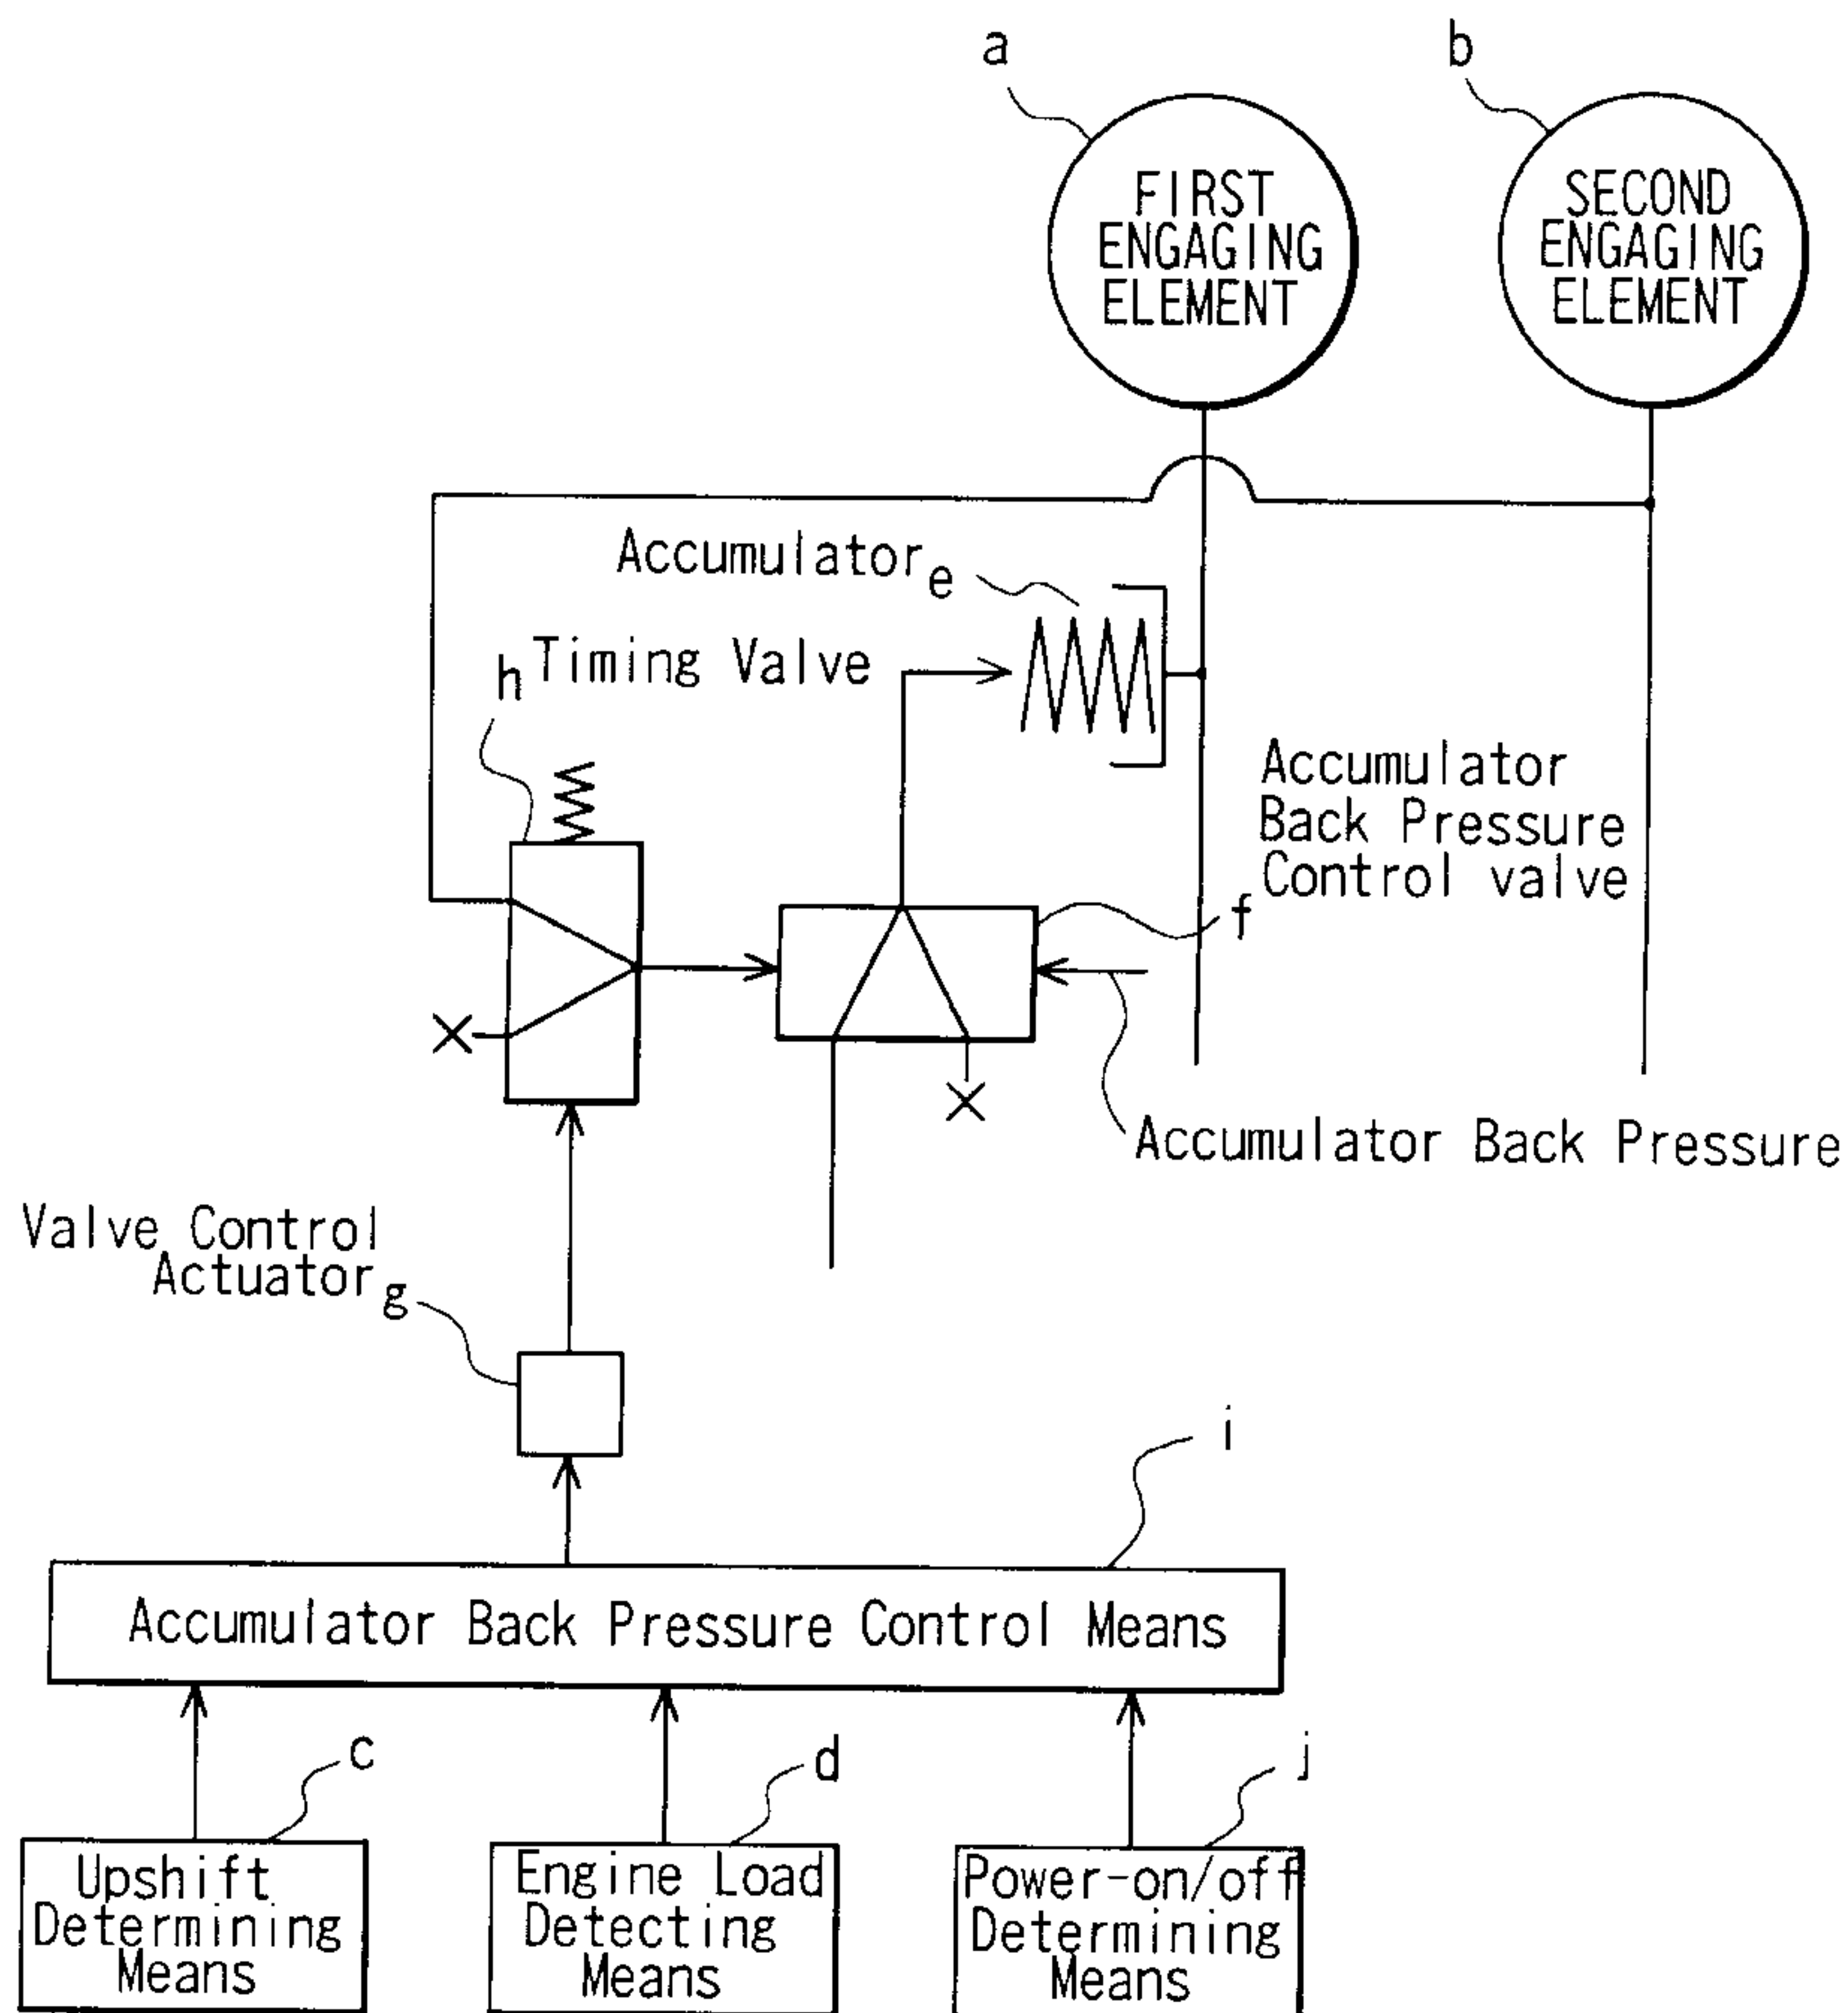 a
b
FIRST
ENGAGING
ELEMENT
SECOND
ENGAGING
ELEMENT
Accumulator e
h Timing Valve
Accumulator
Back Pressure
Control valve
f
Accumulator Back Pressure
Valve Control
Actuator g
i
Accumulator Back Pressure Control Means
c
d
j
Upshift
Determining
Means
Engine Load
Detecting
Means
Power-on/off
Determining
Means